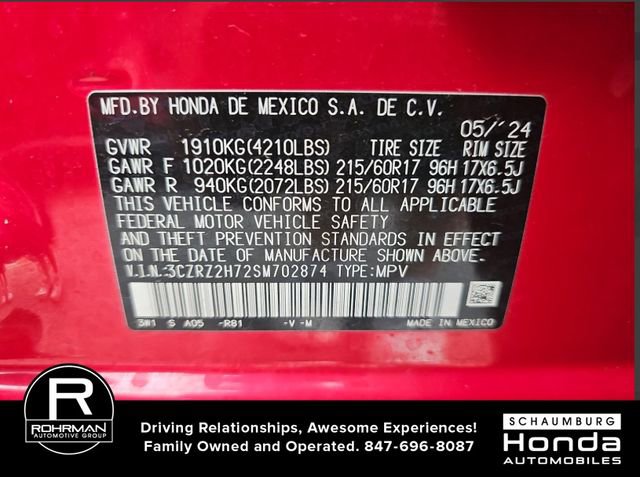 MFD.BY HONDA DE MEXICO S.A. DE C.V.
05/'24
GVWR 1910KG(4210LBS) TIRE SIZE RIM SIZE
GAWR F 1020KG(2248LBS) 215/60R17 96H 17X6.5J
GAWR R 940KG(2072LBS) 215/60R17 96H 17X6.5J
THIS VEHICLE CONFORMS TO ALL APPLICABLE
FEDERAL MOTOR VEHICLE SAFETY
AND THEFT PREVENTION STANDARDS IN EFFECT
ON THE DATE OF MANUFACTURE SHOWN ABOVE.
V.I.N.:3CZRZ2H72SM702874 TYPE:MPV
3W1 S A05 -R81 -V -M
MADE IN MEXICO
R
ROHRMAN
AUTOMOTIVE GROUP
Driving Relationships, Awesome Experiences!
Family Owned and Operated. 847-696-8087
SCHAUMBURG
Honda
AUTOMOBILES